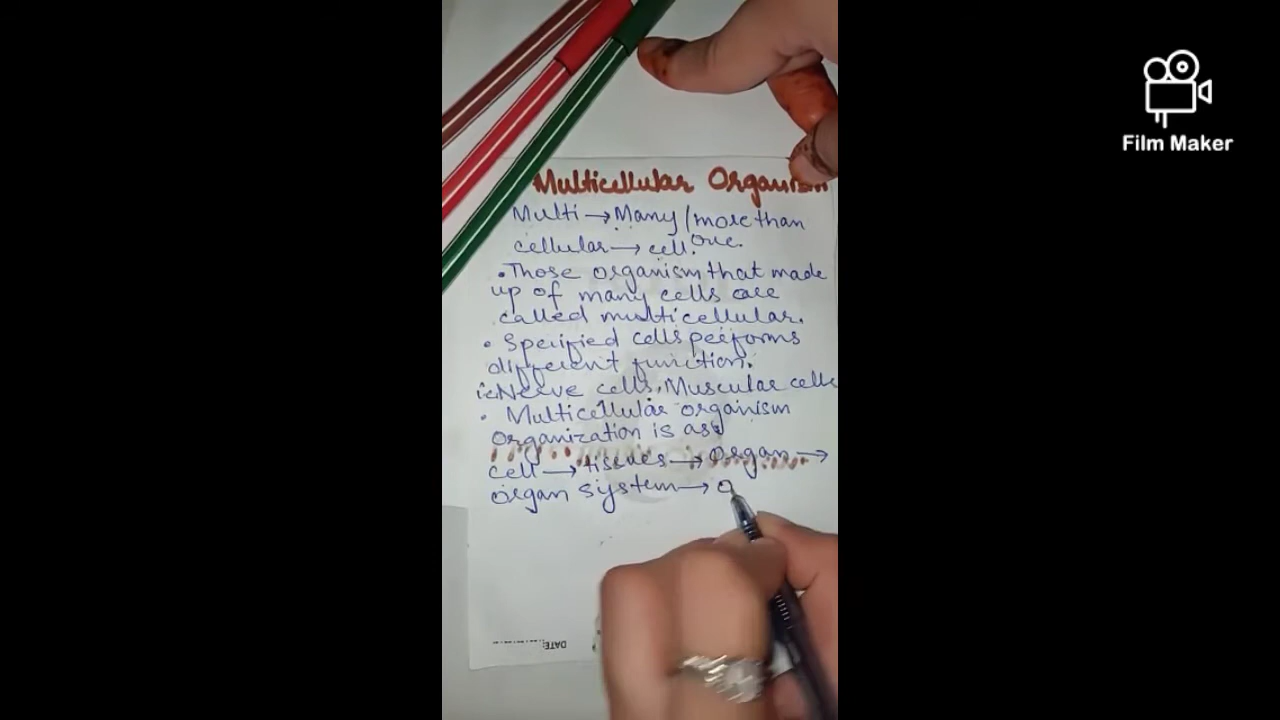 Film Maker
Multicellular Organism
Multi → Many / more than
cellular → cell. one.
• Those organism that made
up of many cells are
called multicellular.
• Specified cells performs
different function.
ie Nerve cells, Muscular cells
• Multicellular organism
organization is as;
cell → tissues → organ →
organ system → o
DATE: